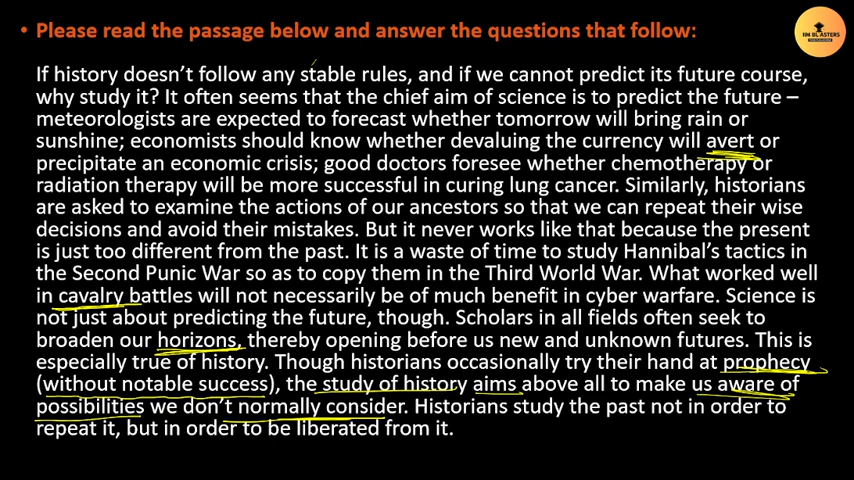 • Please read the passage below and answer the questions that follow:
IIM BL ASTERS
If history doesn't follow any stable rules, and if we cannot predict its future course,
why study it? It often seems that the chief aim of science is to predict the future –
meteorologists are expected to forecast whether tomorrow will bring rain or
sunshine; economists should know whether devaluing the currency will avert or
precipitate an economic crisis; good doctors foresee whether chemotherapy or
radiation therapy will be more successful in curing lung cancer. Similarly, historians
are asked to examine the actions of our ancestors so that we can repeat their wise
decisions and avoid their mistakes. But it never works like that because the present
is just too different from the past. It is a waste of time to study Hannibal's tactics in
the Second Punic War so as to copy them in the Third World War. What worked well
in cavalry battles will not necessarily be of much benefit in cyber warfare. Science is
not just about predicting the future, though. Scholars in all fields often seek to
broaden our horizons, thereby opening before us new and unknown futures. This is
especially true of history. Though historians occasionally try their hand at prophecy
(without notable success), the study of history aims above all to make us aware of
possibilities we don't normally consider. Historians study the past not in order to
repeat it, but in order to be liberated from it.